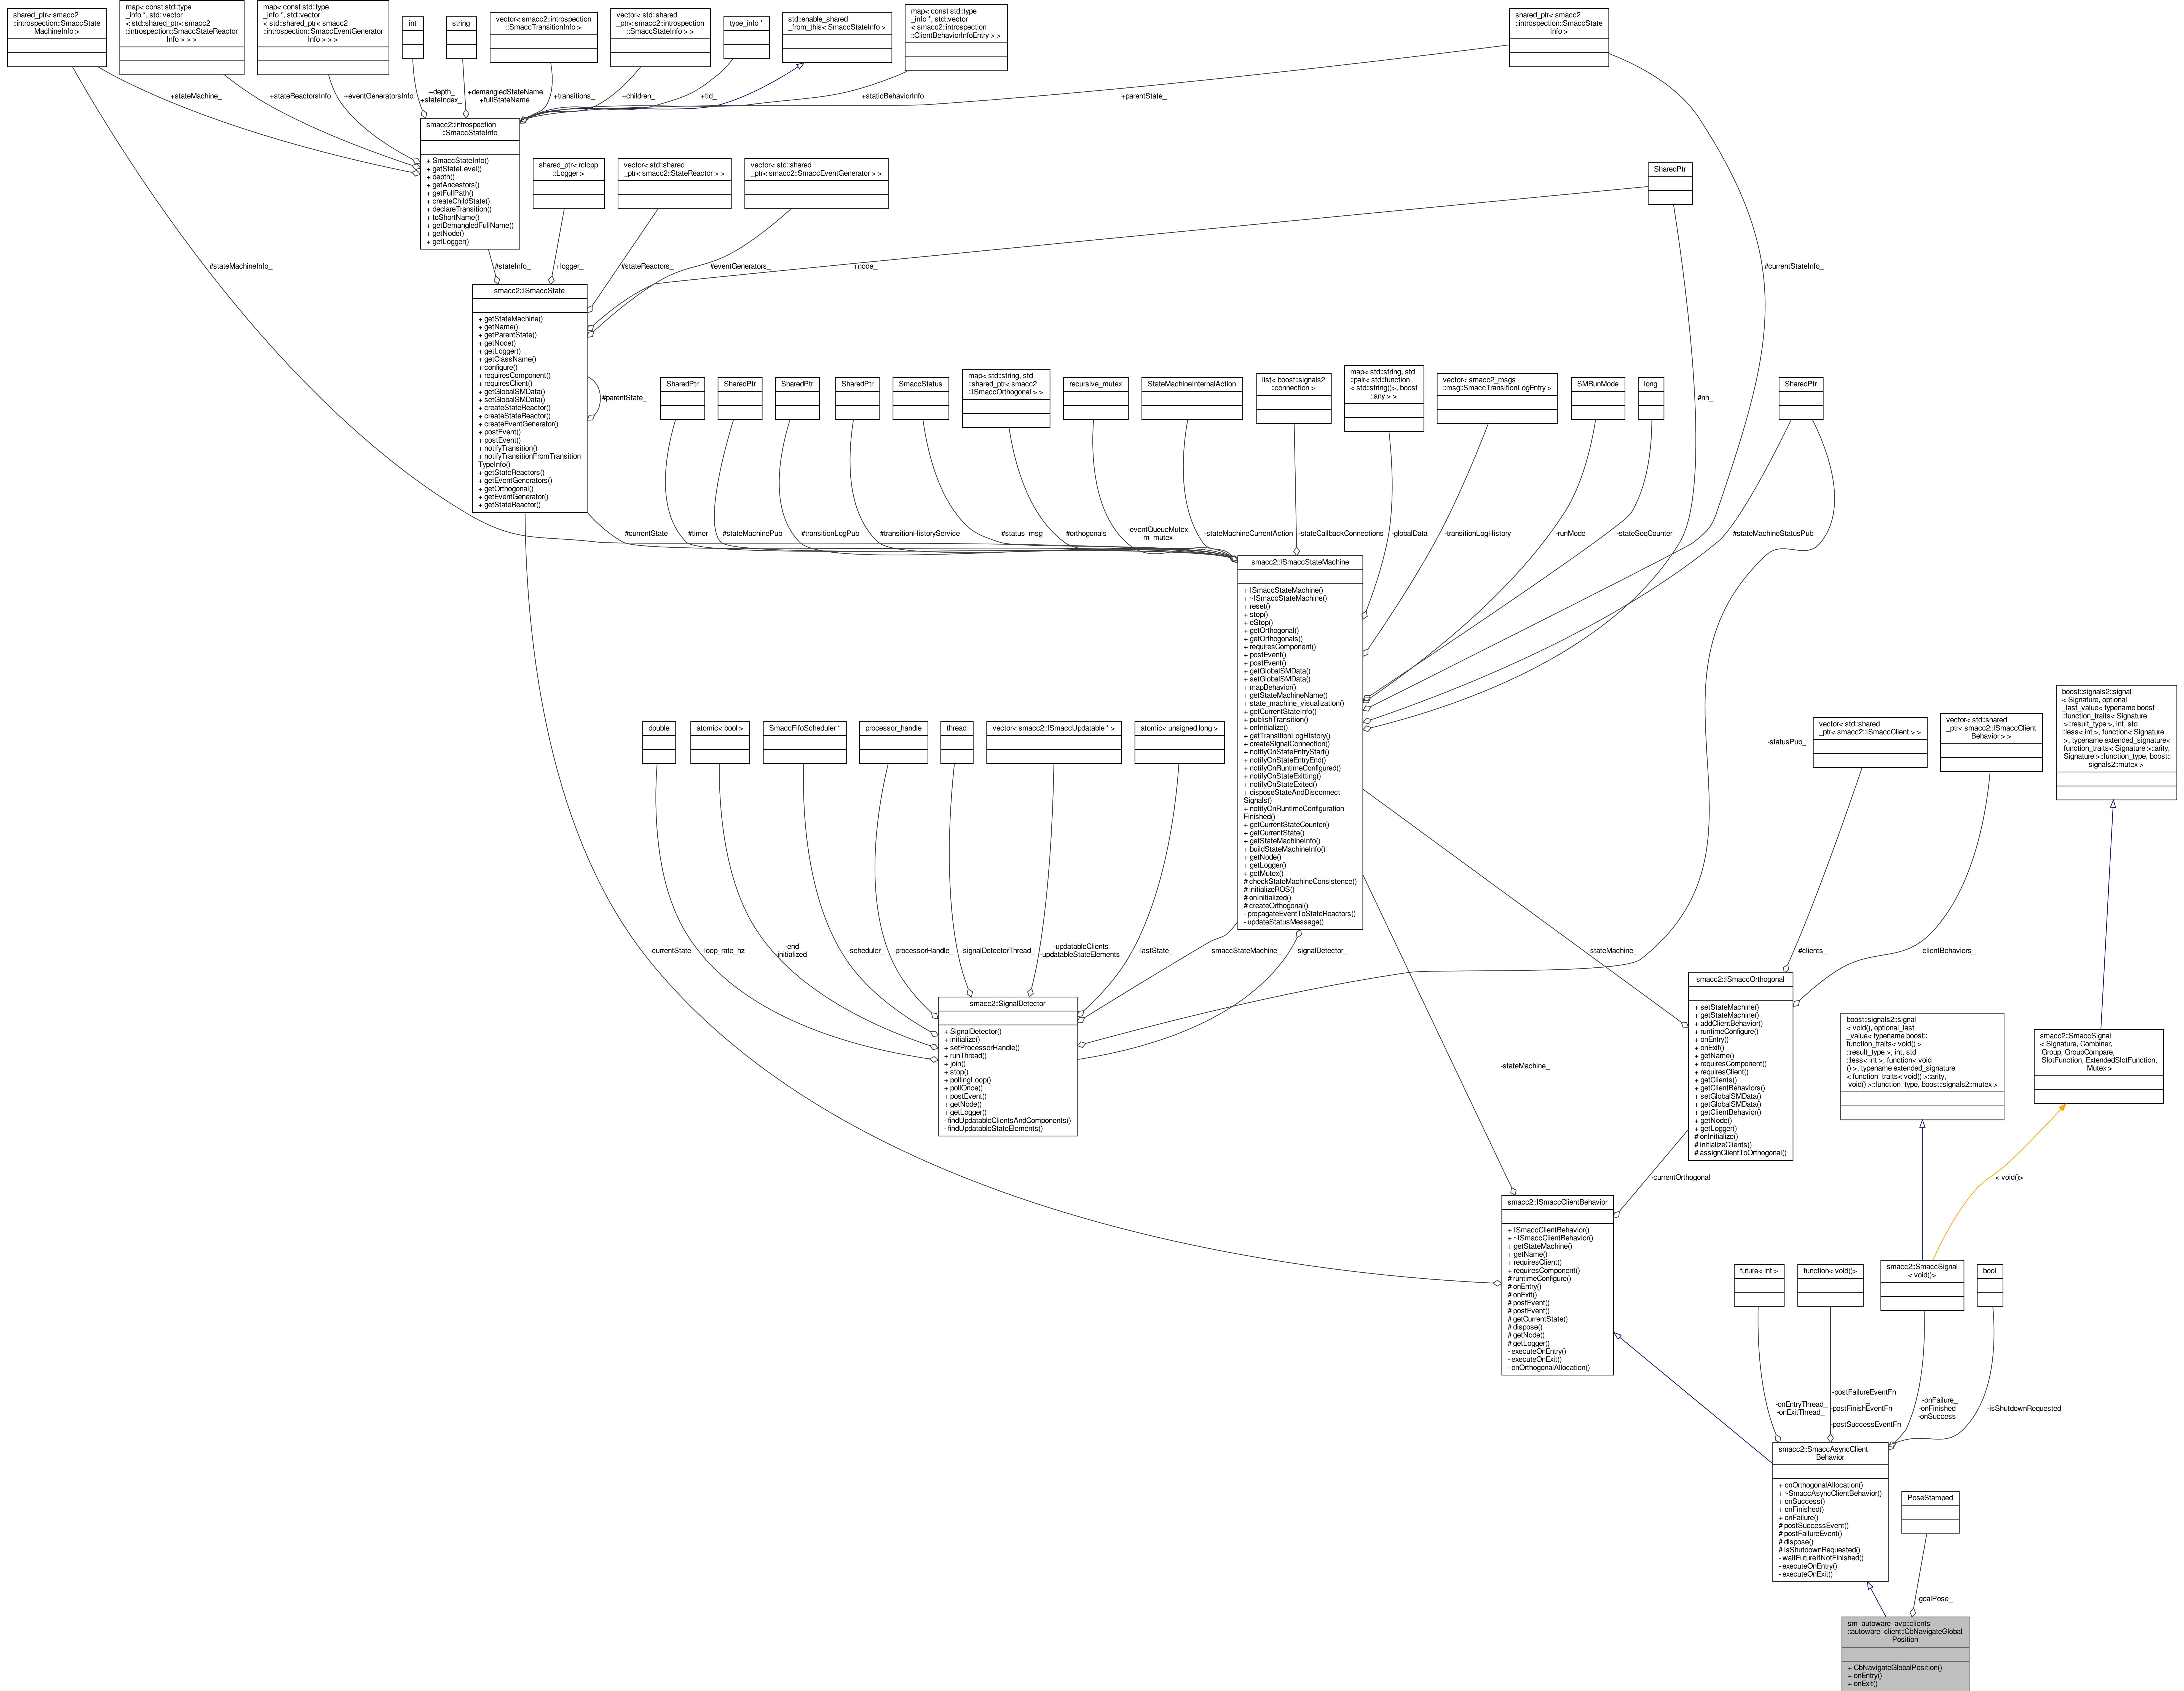 shared_ptr< smacc2
::introspection::SmaccState
MachineInfo >
map< const std::type
_info *, std::vector
< std::shared_ptr< smacc2
::introspection::SmaccStateReactor
Info > > >
map< const std::type
_info *, std::vector
< std::shared_ptr< smacc2
::introspection::SmaccEventGenerator
Info > > >
int
string
vector< smacc2::introspection
::SmaccTransitionInfo >
vector< std::shared
_ptr< smacc2::introspection
::SmaccStateInfo > >
type_info *
std::enable_shared
_from_this< SmaccStateInfo >
map< const std::type
_info *, std::vector
< smacc2::introspection
::ClientBehaviorInfoEntry > >
shared_ptr< smacc2
::introspection::SmaccState
Info >
+stateMachine_
+stateReactorsInfo
+eventGeneratorsInfo
+depth_
+stateIndex_
+demangledStateName
+fullStateName
+transitions_
+children_
+tid_
+staticBehaviorInfo
+parentState_
smacc2::introspection
::SmaccStateInfo
+ SmaccStateInfo()
+ getStateLevel()
+ depth()
+ getAncestors()
+ getFullPath()
+ createChildState()
+ declareTransition()
+ toShortName()
+ getDemangledFullName()
+ getNode()
+ getLogger()
shared_ptr< rclcpp
::Logger >
vector< std::shared
_ptr< smacc2::StateReactor > >
vector< std::shared
_ptr< smacc2::SmaccEventGenerator > >
SharedPtr
#stateMachineInfo_
#stateInfo_
+logger_
#stateReactors_
#eventGenerators_
+node_
#currentStateInfo_
smacc2::ISmaccState
+ getStateMachine()
+ getName()
+ getParentState()
+ getNode()
+ getLogger()
+ getClassName()
+ configure()
+ requiresComponent()
+ requiresClient()
+ getGlobalSMData()
+ setGlobalSMData()
+ createStateReactor()
+ createStateReactor()
+ createEventGenerator()
+ postEvent()
+ postEvent()
+ notifyTransition()
+ notifyTransitionFromTransition
TypeInfo()
+ getStateReactors()
+ getEventGenerators()
+ getOrthogonal()
+ getEventGenerator()
+ getStateReactor()
#parentState_
SharedPtr
SharedPtr
SharedPtr
SharedPtr
SmaccStatus
map< std::string, std
::shared_ptr< smacc2
::ISmaccOrthogonal > >
recursive_mutex
StateMachineInternalAction
list< boost::signals2
::connection >
map< std::string, std
::pair< std::function
< std::string()>, boost
::any > >
vector< smacc2_msgs
::msg::SmaccTransitionLogEntry >
SMRunMode
long
#nh_
SharedPtr
#currentState_
#timer_
#stateMachinePub_
#transitionLogPub_
#transitionHistoryService_
#status_msg_
#orthogonals_
-eventQueueMutex_
-m_mutex_
-stateMachineCurrentAction
-stateCallbackConnections
-globalData_
-transitionLogHistory_
-runMode_
-stateSeqCounter_
#stateMachineStatusPub_
smacc2::ISmaccStateMachine
+ ISmaccStateMachine()
+ ~ISmaccStateMachine()
+ reset()
+ stop()
+ eStop()
+ getOrthogonal()
+ getOrthogonals()
+ requiresComponent()
+ postEvent()
+ postEvent()
+ getGlobalSMData()
+ setGlobalSMData()
+ mapBehavior()
+ getStateMachineName()
+ state_machine_visualization()
+ getCurrentStateInfo()
+ publishTransition()
+ onInitialize()
+ getTransitionLogHistory()
+ createSignalConnection()
+ notifyOnStateEntryStart()
+ notifyOnStateEntryEnd()
+ notifyOnRuntimeConfigured()
+ notifyOnStateExitting()
+ notifyOnStateExited()
+ disposeStateAndDisconnect
Signals()
+ notifyOnRuntimeConfiguration
Finished()
+ getCurrentStateCounter()
+ getCurrentState()
+ getStateMachineInfo()
+ buildStateMachineInfo()
+ getNode()
+ getLogger()
+ getMutex()
# checkStateMachineConsistence()
# initializeROS()
# onInitialized()
# createOrthogonal()
- propagateEventToStateReactors()
- updateStatusMessage()
double
atomic< bool >
SmaccFifoScheduler *
processor_handle
thread
vector< smacc2::ISmaccUpdatable * >
atomic< unsigned long >
-statusPub_
vector< std::shared
_ptr< smacc2::ISmaccClient > >
vector< std::shared
_ptr< smacc2::ISmaccClient
Behavior > >
boost::signals2::signal
< Signature, optional
_last_value< typename boost
::function_traits< Signature
>::result_type >, int, std
::less< int >, function< Signature
>, typename extended_signature<
function_traits< Signature >::arity,
Signature >::function_type, boost::
signals2::mutex >
-currentState
-loop_rate_hz
-end_
-initialized_
-scheduler_
-processorHandle_
-signalDetectorThread_
-updatableClients_
-updatableStateElements_
-lastState_
-smaccStateMachine_
-signalDetector_
-stateMachine_
#clients_
-clientBehaviors_
smacc2::SignalDetector
+ SignalDetector()
+ initialize()
+ setProcessorHandle()
+ runThread()
+ join()
+ stop()
+ pollingLoop()
+ pollOnce()
+ postEvent()
+ getNode()
+ getLogger()
- findUpdatableClientsAndComponents()
- findUpdatableStateElements()
smacc2::ISmaccOrthogonal
+ setStateMachine()
+ getStateMachine()
+ addClientBehavior()
+ runtimeConfigure()
+ onEntry()
+ onExit()
+ getName()
+ requiresComponent()
+ requiresClient()
+ getClients()
+ getClientBehaviors()
+ setGlobalSMData()
+ getGlobalSMData()
+ getClientBehavior()
+ getNode()
+ getLogger()
# onInitialize()
# initializeClients()
# assignClientToOrthogonal()
boost::signals2::signal
< void(), optional_last
_value< typename boost::
function_traits< void() >
::result_type >, int, std
::less< int >, function< void
() >, typename extended_signature
< function_traits< void() >::arity,
void() >::function_type, boost::signals2::mutex >
smacc2::SmaccSignal
< Signature, Combiner,
Group, GroupCompare,
SlotFunction, ExtendedSlotFunction,
Mutex >
-stateMachine_
-currentOrthogonal
< void()>
smacc2::ISmaccClientBehavior
+ ISmaccClientBehavior()
+ ~ISmaccClientBehavior()
+ getStateMachine()
+ getName()
+ requiresClient()
+ requiresComponent()
# runtimeConfigure()
# onEntry()
# onExit()
# postEvent()
# postEvent()
# getCurrentState()
# dispose()
# getNode()
# getLogger()
- executeOnEntry()
- executeOnExit()
- onOrthogonalAllocation()
future< int >
function< void()>
smacc2::SmaccSignal
< void()>
bool
-onEntryThread_
-onExitThread_
-postFailureEventFn
_
-postFinishEventFn
_
-postSuccessEventFn_
-onFailure_
-onFinished_
-onSuccess_
-isShutdownRequested_
smacc2::SmaccAsyncClient
Behavior
+ onOrthogonalAllocation()
+ ~SmaccAsyncClientBehavior()
+ onSuccess()
+ onFinished()
+ onFailure()
# postSuccessEvent()
# postFailureEvent()
# dispose()
# isShutdownRequested()
- waitFutureIfNotFinished()
- executeOnEntry()
- executeOnExit()
PoseStamped
-goalPose_
sm_autoware_avp::clients
::autoware_client::CbNavigateGlobal
Position
+ CbNavigateGlobalPosition()
+ onEntry()
+ onExit()